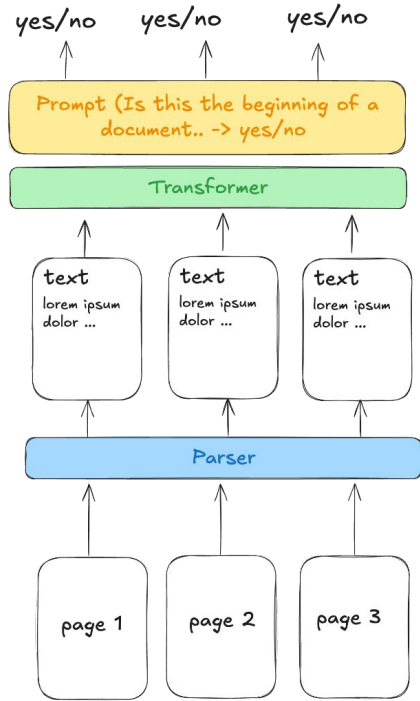 yes/no yes/no yes/no
Prompt (Is this the beginning of a
document.. -> yes/no
Transformer
text text text
lorem ipsum lorem ipsum lorem ipsum
dolor ... dolor ... dolor ...
Parser
page 1 page 2 page 3